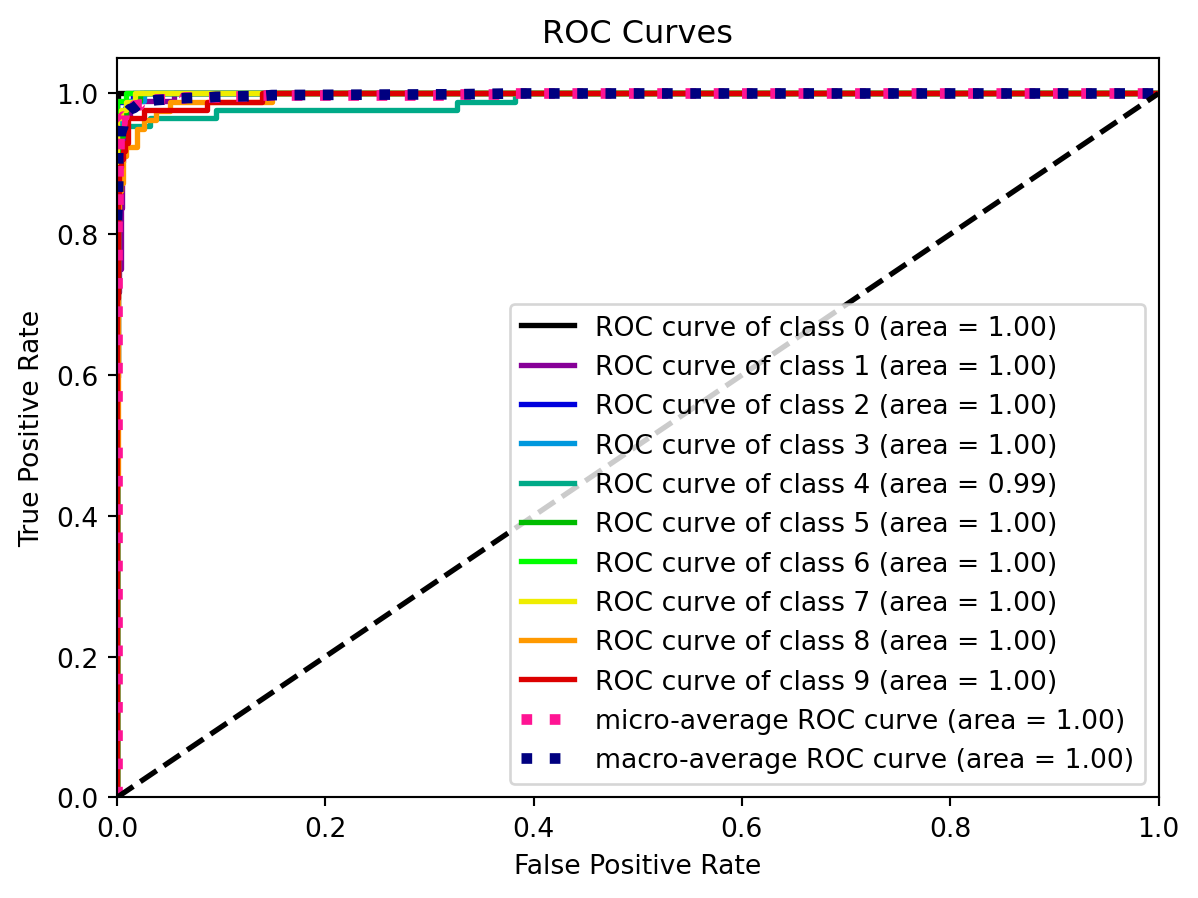 ROC Curves
1.0
0.8
0.6
0.4
0.2
0.0
True Positive Rate
ROC curve of class 0 (area = 1.00)
ROC curve of class 1 (area = 1.00)
ROC curve of class 2 (area = 1.00)
ROC curve of class 3 (area = 1.00)
ROC curve of class 4 (area = 0.99)
ROC curve of class 5 (area = 1.00)
ROC curve of class 6 (area = 1.00)
ROC curve of class 7 (area = 1.00)
ROC curve of class 8 (area = 1.00)
ROC curve of class 9 (area = 1.00)
micro-average ROC curve (area = 1.00)
macro-average ROC curve (area = 1.00)
0.0 0.2 0.4 0.6 0.8 1.0
False Positive Rate